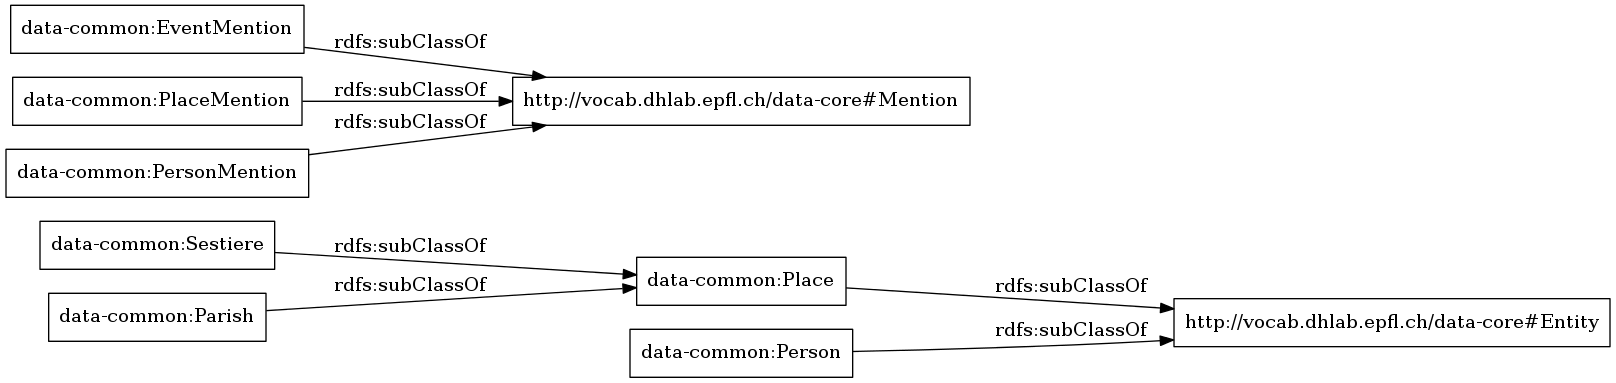 data-common:EventMention
rdfs:subClassOf
data-common:PlaceMention
rdfs:subClassOf
http://vocab.dhlab.epfl.ch/data-core#Mention
rdfs:subClassOf
data-common:PersonMention
data-common:Sestiere
rdfs:subClassOf
data-common:Place
rdfs:subClassOf
rdfs:subClassOf
data-common:Parish
http://vocab.dhlab.epfl.ch/data-core#Entity
rdfs:subClassOf
data-common:Person